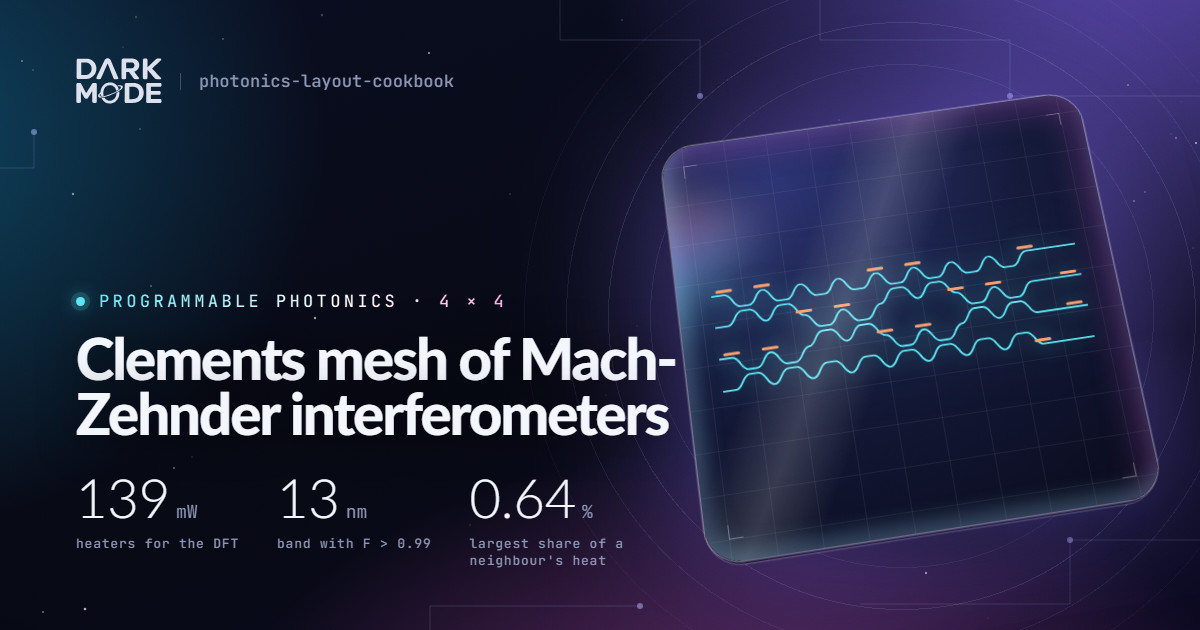 DARK
MODE
photonics-layout-cookbook
PROGRAMMABLE PHOTONICS · 4 × 4
Clements mesh of Mach-
Zehnder interferometers
139 mW
13 nm
0.64 %
heaters for the DFT
band with F > 0.99
largest share of a
neighbour's heat